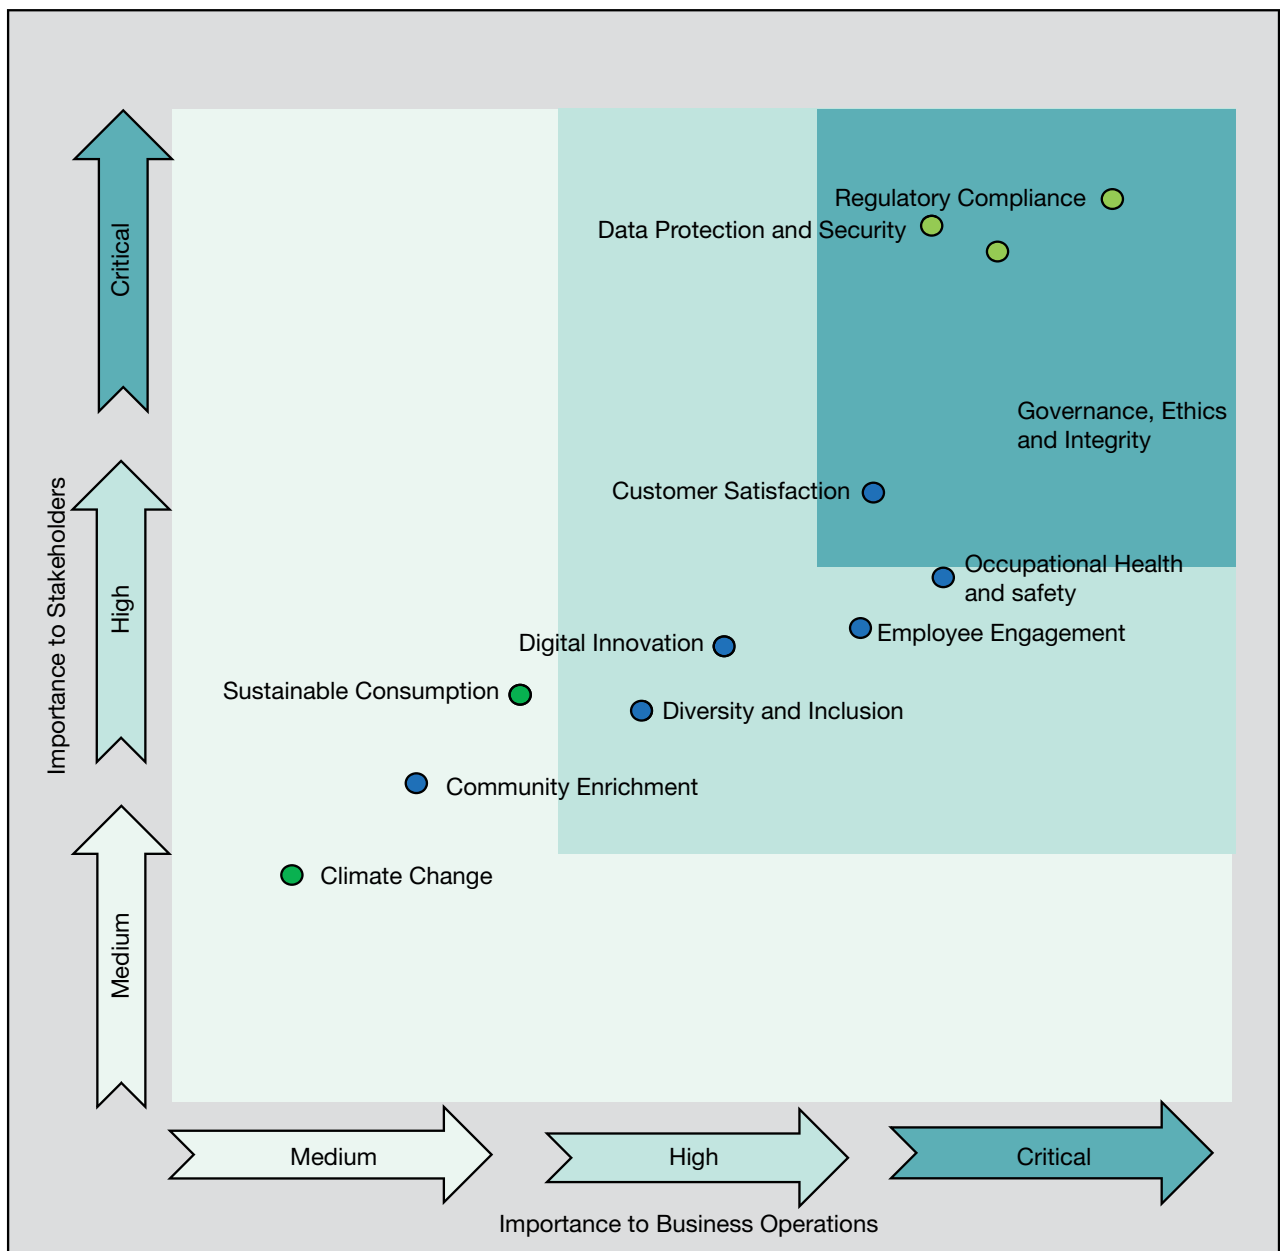 Critical
Regulatory Compliance
Data Protection and Security
Governance, Ethics
and Integrity
Importance to Stakeholders
High
Customer Satisfaction
Occupational Health
and safety
Employee Engagement
Digital Innovation
Sustainable Consumption
Diversity and Inclusion
Community Enrichment
Medium
Climate Change
Medium
High
Critical
Importance to Business Operations